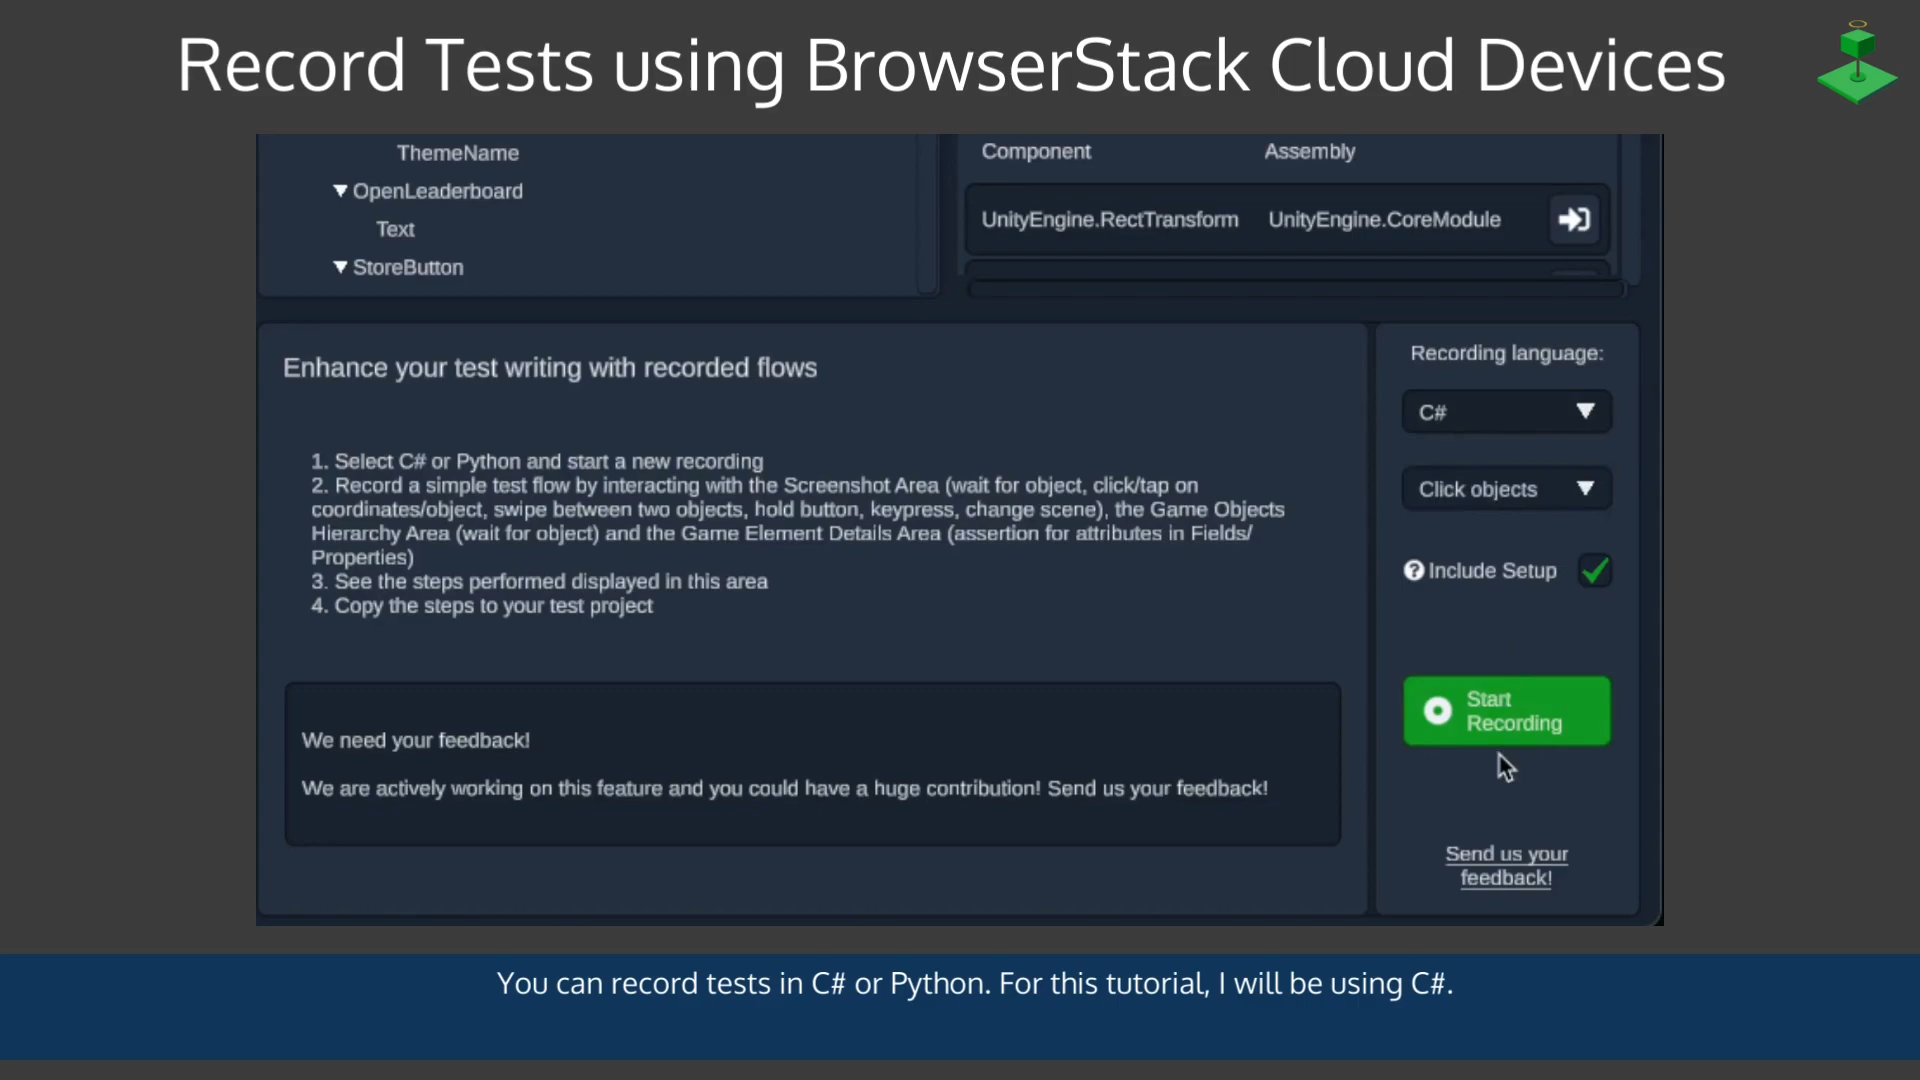 Record Tests using BrowserStack Cloud Devices
ThemeName
OpenLeaderboard
Text
StoreButton
Component Assembly
UnityEngine.RectTransform UnityEngine.CoreModule
Enhance your test writing with recorded flows
1. Select C# or Python and start a new recording
2. Record a simple test flow by interacting with the Screenshot Area (wait for object, click/tap on
coordinates/object, swipe between two objects, hold button, keypress, change scene), the Game Objects
Hierarchy Area (wait for object) and the Game Element Details Area (assertion for attributes in Fields/
Properties)
3. See the steps performed displayed in this area
4. Copy the steps to your test project
We need your feedback!
We are actively working on this feature and you could have a huge contribution! Send us your feedback!
Recording language:
C#
Click objects
? Include Setup
Start
Recording
Send us your
feedback!
You can record tests in C# or Python. For this tutorial, I will be using C#.